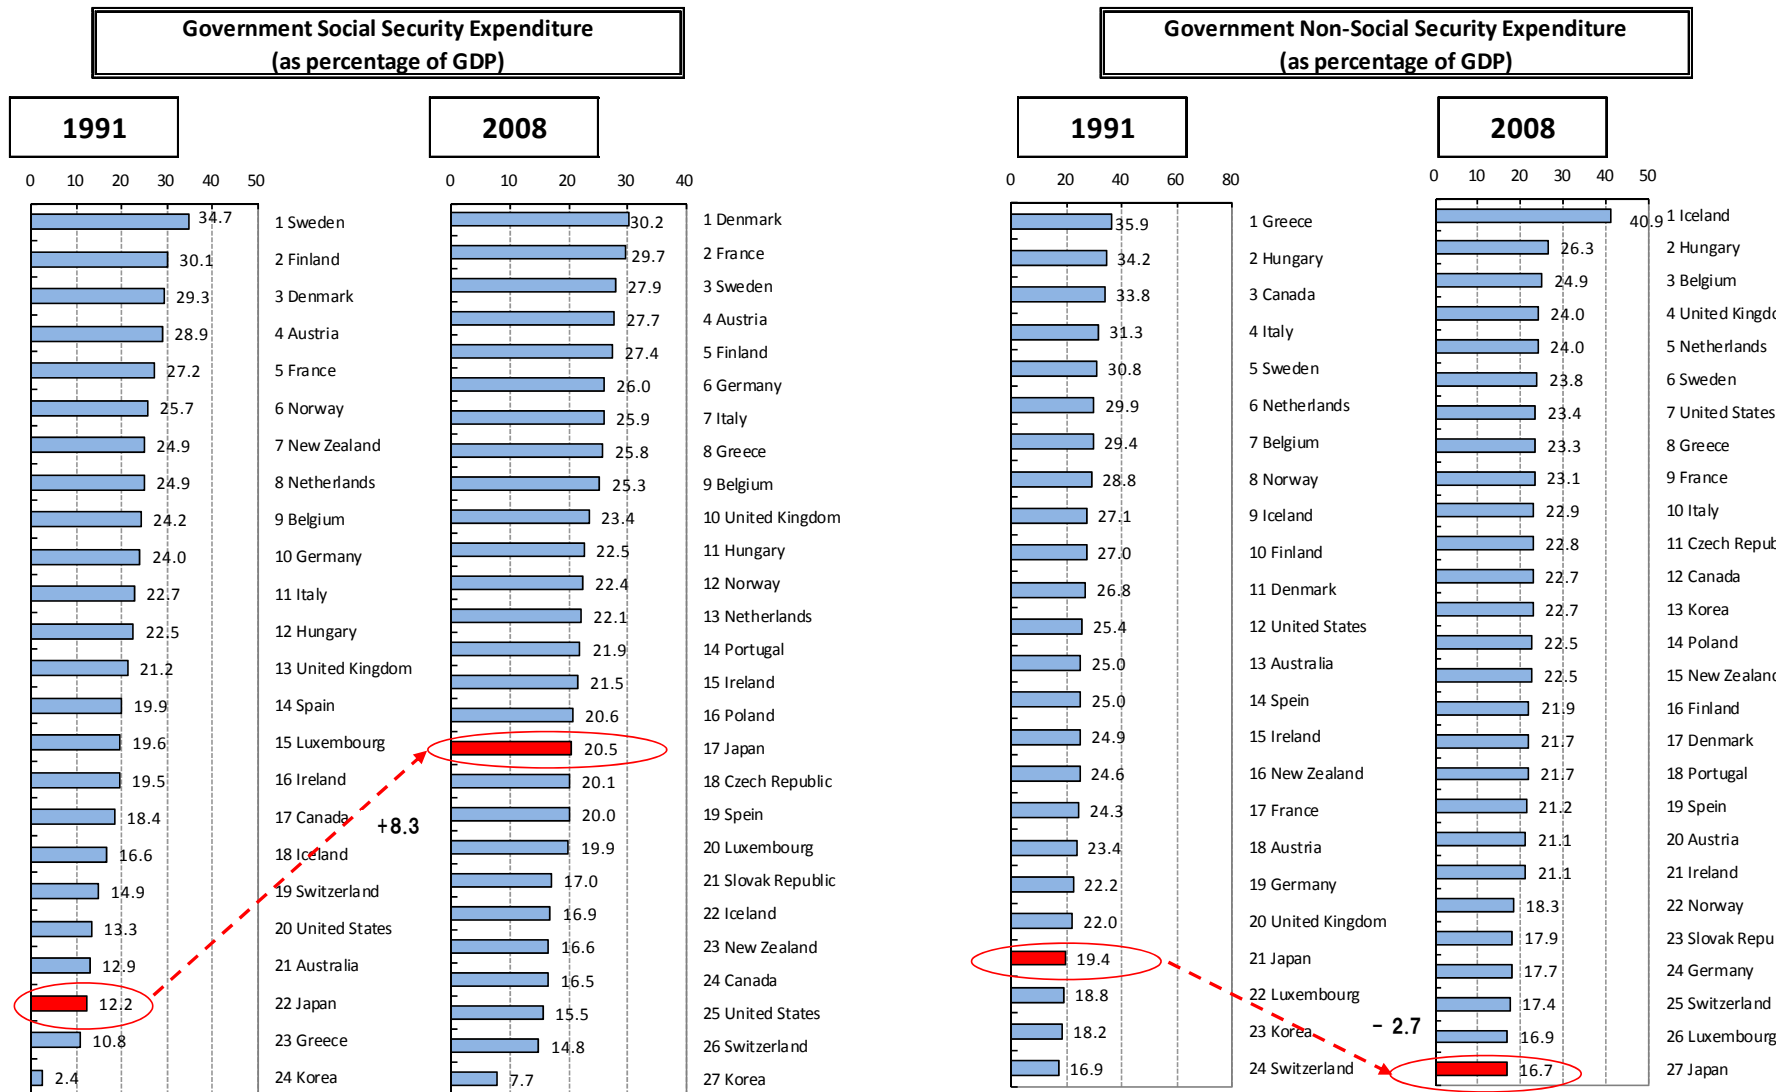 Government Social Security Expenditure
(as percentage of GDP)
1991
0 10 20 30 40 50
34.7 1 Sweden
30.1 2 Finland
29.3 3 Denmark
28.9 4 Austria
27.2 5 France
25.7 6 Norway
24.9 7 New Zealand
24.9 8 Netherlands
24.2 9 Belgium
24.0 10 Germany
22.7 11 Italy
22.5 12 Hungary
21.2 13 United Kingdom
19.9 14 Spain
19.6 15 Luxembourg
19.5 16 Ireland
18.4 17 Canada
16.6 18 Iceland
14.9 19 Switzerland
13.3 20 United States
12.9 21 Australia
12.2 22 Japan
10.8 23 Greece
2.4 24 Korea
+8.3
2008
0 10 20 30 40
30.2 1 Denmark
29.7 2 France
27.9 3 Sweden
27.7 4 Austria
27.4 5 Finland
26.0 6 Germany
25.9 7 Italy
25.8 8 Greece
25.3 9 Belgium
23.4 10 United Kingdom
22.5 11 Hungary
22.4 12 Norway
22.1 13 Netherlands
21.9 14 Portugal
21.5 15 Ireland
20.6 16 Poland
20.5 17 Japan
20.1 18 Czech Republic
20.0 19 Spein
19.9 20 Luxembourg
17.0 21 Slovak Republic
16.9 22 Iceland
16.6 23 New Zealand
16.5 24 Canada
15.5 25 United States
14.8 26 Switzerland
7.7 27 Korea
Government Non-Social Security Expenditure
(as percentage of GDP)
1991
0 20 40 60 80
35.9 1 Greece
34.2 2 Hungary
33.8 3 Canada
31.3 4 Italy
30.8 5 Sweden
29.9 6 Netherlands
29.4 7 Belgium
28.8 8 Norway
27.1 9 Iceland
27.0 10 Finland
26.8 11 Denmark
25.4 12 United States
25.0 13 Australia
25.0 14 Spein
24.9 15 Ireland
24.6 16 New Zealand
24.3 17 France
23.4 18 Austria
22.2 19 Germany
22.0 20 United Kingdom
19.4 21 Japan
18.8 22 Luxembourg
18.2 23 Korea
16.9 24 Switzerland
- 2.7
2008
0 10 20 30 40 50
40.9 1 Iceland
26.3 2 Hungary
24.9 3 Belgium
24.0 4 United Kingdo
24.0 5 Netherlands
23.8 6 Sweden
23.4 7 United States
23.3 8 Greece
23.1 9 France
22.9 10 Italy
22.8 11 Czech Repub
22.7 12 Canada
22.7 13 Korea
22.5 14 Poland
22.5 15 New Zealand
21.9 16 Finland
21.7 17 Denmark
21.7 18 Portugal
21.2 19 Spein
21.1 20 Austria
21.1 21 Ireland
18.3 22 Norway
17.9 23 Slovak Repu
17.7 24 Germany
17.4 25 Switzerland
16.9 26 Luxembourg
16.7 27 Japan